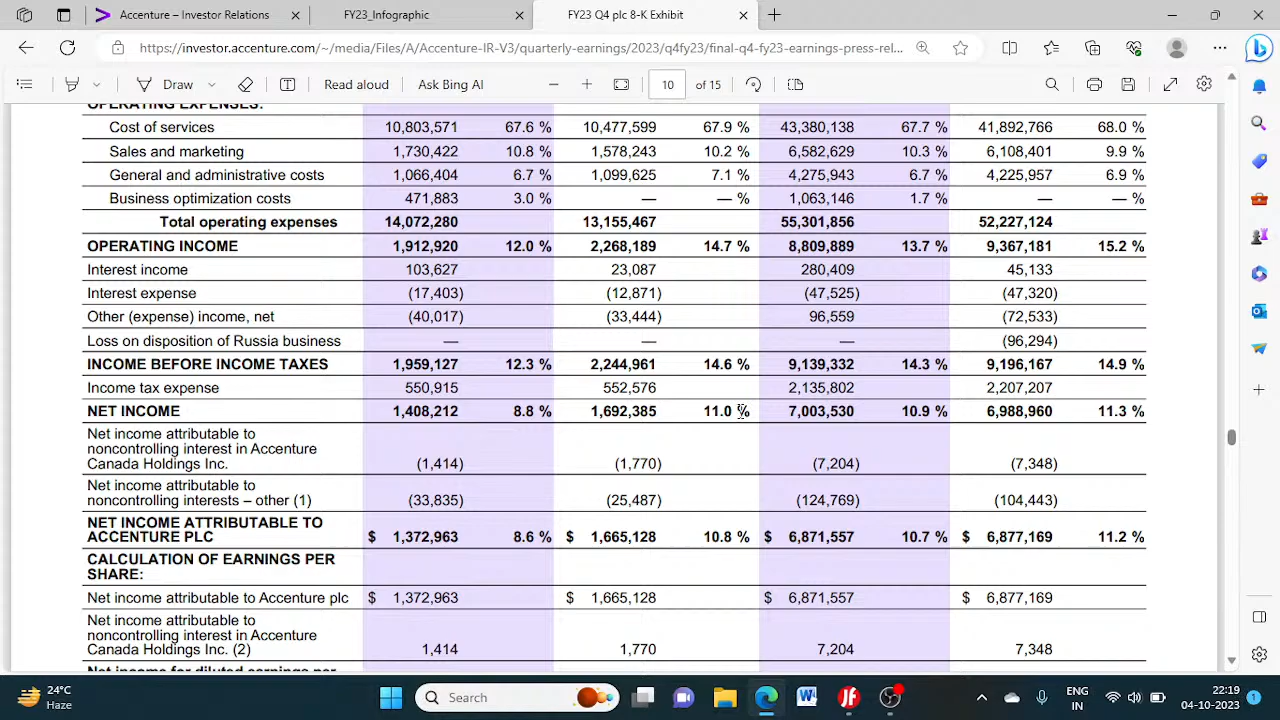 Accenture – Investor Relations
FY23_Infographic
FY23 Q4 plc 8-K Exhibit
https://investor.accenture.com/~/media/Files/A/Accenture-IR-V3/quarterly-earnings/2023/q4fy23/final-q4-fy23-earnings-press-rel...
Draw
Read aloud
Ask Bing AI
10 of 15
OPERATING EXPENSES:
Cost of services 10,803,571 67.6 % 10,477,599 67.9 % 43,380,138 67.7 % 41,892,766 68.0 %
Sales and marketing 1,730,422 10.8 % 1,578,243 10.2 % 6,582,629 10.3 % 6,108,401 9.9 %
General and administrative costs 1,066,404 6.7 % 1,099,625 7.1 % 4,275,943 6.7 % 4,225,957 6.9 %
Business optimization costs 471,883 3.0 % — — % 1,063,146 1.7 % — — %
Total operating expenses 14,072,280 13,155,467 55,301,856 52,227,124
OPERATING INCOME 1,912,920 12.0 % 2,268,189 14.7 % 8,809,889 13.7 % 9,367,181 15.2 %
Interest income 103,627 23,087 280,409 45,133
Interest expense (17,403) (12,871) (47,525) (47,320)
Other (expense) income, net (40,017) (33,444) 96,559 (72,533)
Loss on disposition of Russia business — — — (96,294)
INCOME BEFORE INCOME TAXES 1,959,127 12.3 % 2,244,961 14.6 % 9,139,332 14.3 % 9,196,167 14.9 %
Income tax expense 550,915 552,576 2,135,802 2,207,207
NET INCOME 1,408,212 8.8 % 1,692,385 11.0 % 7,003,530 10.9 % 6,988,960 11.3 %
Net income attributable to
noncontrolling interest in Accenture
Canada Holdings Inc. (1,414) (1,770) (7,204) (7,348)
Net income attributable to
noncontrolling interests – other (1) (33,835) (25,487) (124,769) (104,443)
NET INCOME ATTRIBUTABLE TO
ACCENTURE PLC $ 1,372,963 8.6 % $ 1,665,128 10.8 % $ 6,871,557 10.7 % $ 6,877,169 11.2 %
CALCULATION OF EARNINGS PER
SHARE:
Net income attributable to Accenture plc $ 1,372,963 $ 1,665,128 $ 6,871,557 $ 6,877,169
Net income attributable to
noncontrolling interest in Accenture
Canada Holdings Inc. (2) 1,414 1,770 7,204 7,348
Net income for diluted earnings per
24°C
Haze
Search
ENG
IN
22:19
04-10-2023
1